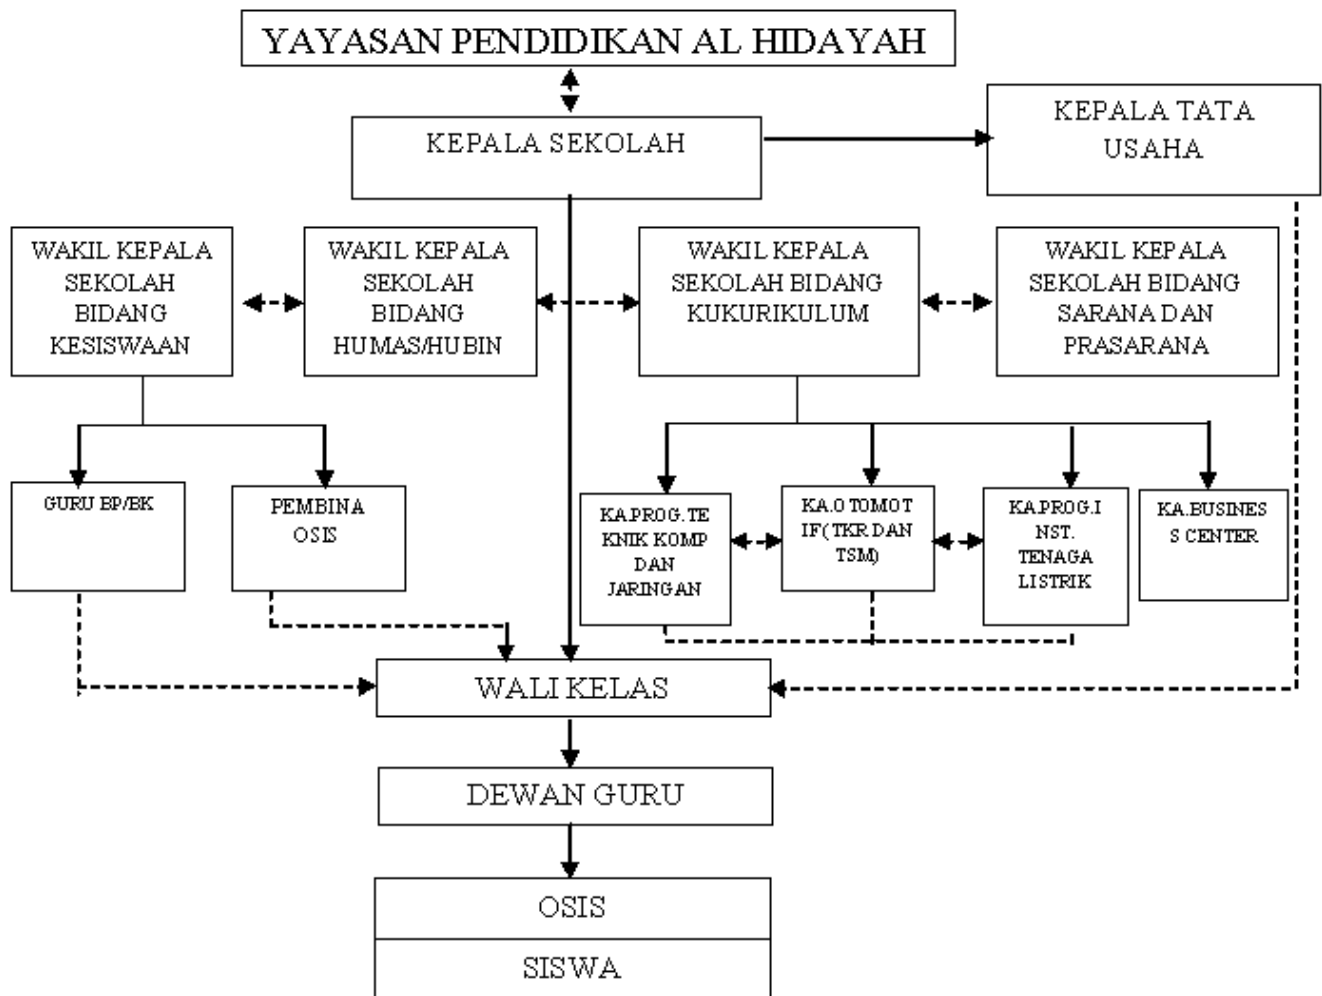 YAYASAN PENDIDIKAN AL HIDAYAH
KEPALA SEKOLAH
KEPALA TATA
USAHA
WAKIL KEPALA
SEKOLAH
BIDANG
KESISWAAN
WAKIL KEPALA
SEKOLAH
BIDANG
HUMAS/HUBIN
WAKIL KEPALA
SEKOLAH BIDANG
KUKURIKULUM
WAKIL KEPALA
SEKOLAH BIDANG
SARANA DAN
PRASARANA
GURU BP/BK
PEMBINA
OSIS
KA.PROG.TE
KNIK KOMP
DAN
JARINGAN
KA.OTOMOT
IF(TKR DAN
TSM)
KA.PROG.I
NST.
TENAGA
LISTRIK
KA.BUSINES
S CENTER
WALI KELAS
DEWAN GURU
OSIS
SISWA